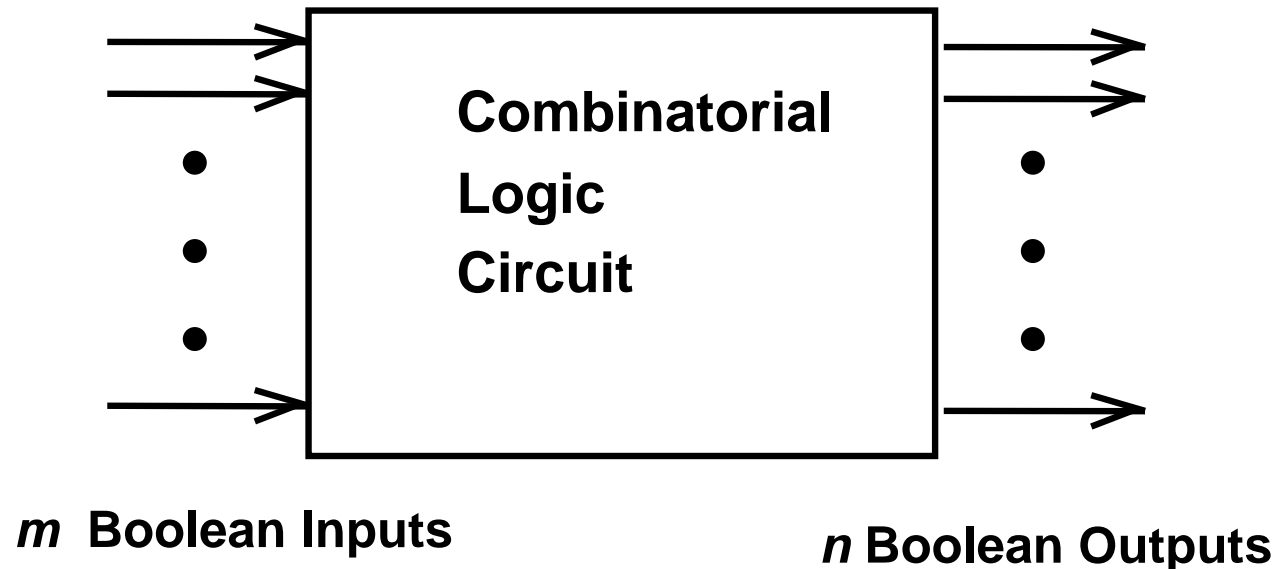 Combinatorial
Logic
Circuit
m Boolean Inputs
n Boolean Outputs